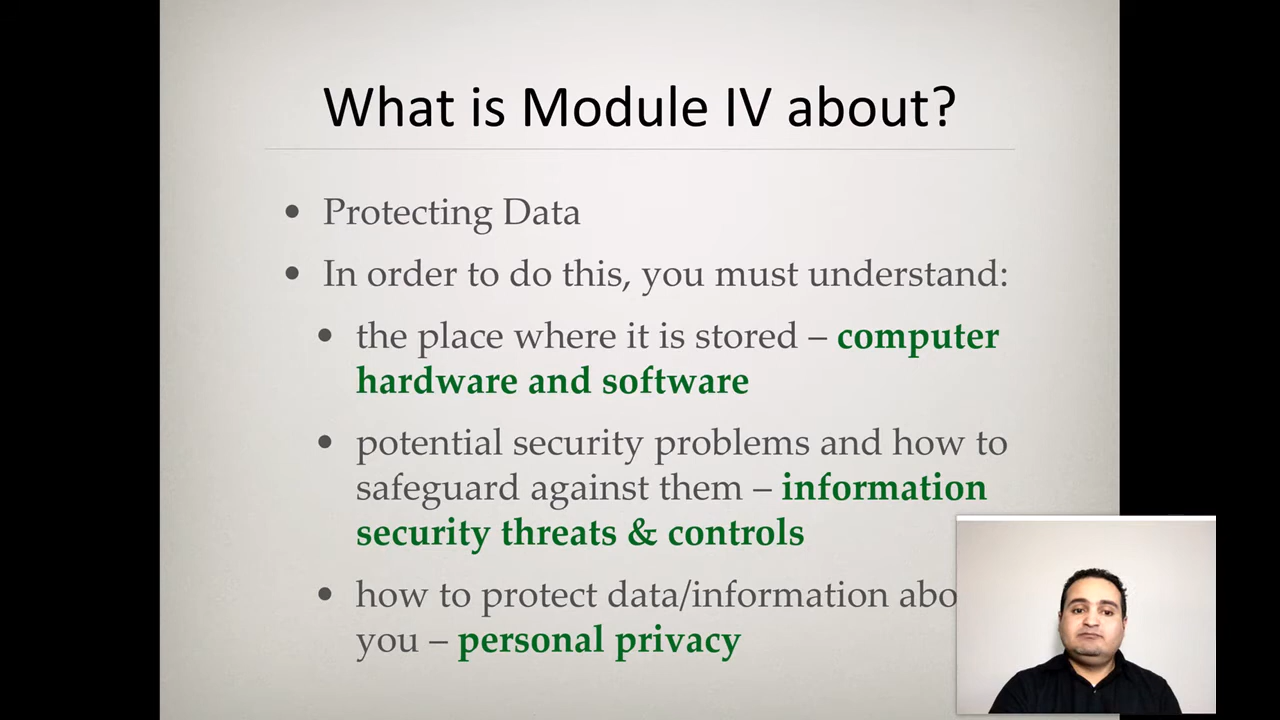 What is Module IV about?
• Protecting Data
• In order to do this, you must understand:
• the place where it is stored – computer
hardware and software
• potential security problems and how to
safeguard against them – information
security threats & controls
• how to protect data/information abo
you – personal privacy